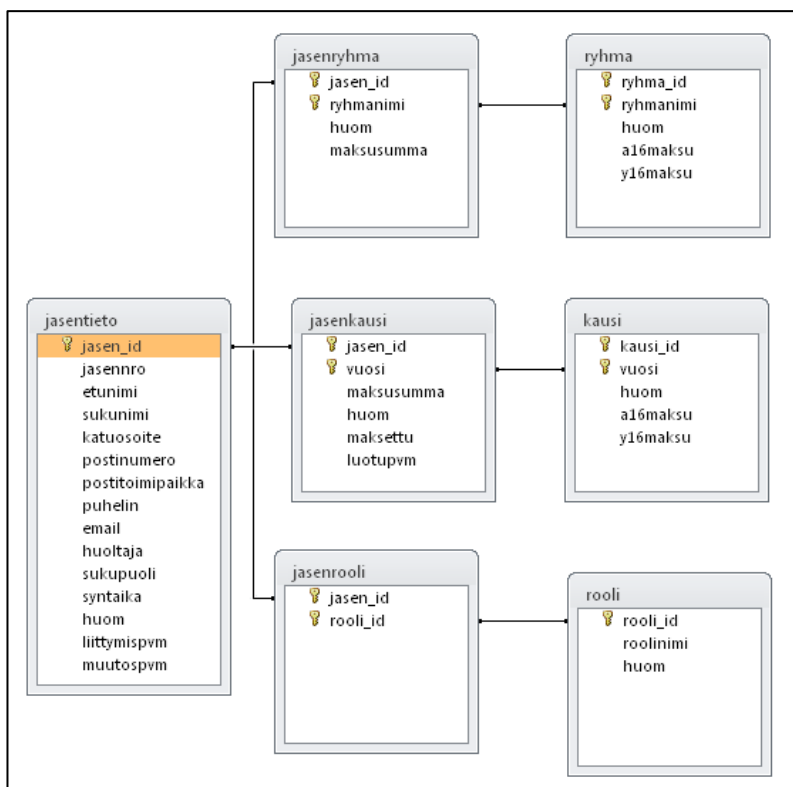 jasenryhma
jasen_id
ryhmanimi
huom
maksusumma
ryhma
ryhma_id
ryhmanimi
huom
a16maksu
y16maksu
jasentieto
jasen_id
jasennro
etunimi
sukunimi
katuosoite
postinumero
postitoimipaikka
puhelin
email
huoltaja
sukupuoli
syntaika
huom
liittymispvm
muutospvm
jasenkausi
jasen_id
vuosi
maksusumma
huom
maksettu
luotupvm
kausi
kausi_id
vuosi
huom
a16maksu
y16maksu
jasenrooli
jasen_id
rooli_id
rooli
rooli_id
roolinimi
huom